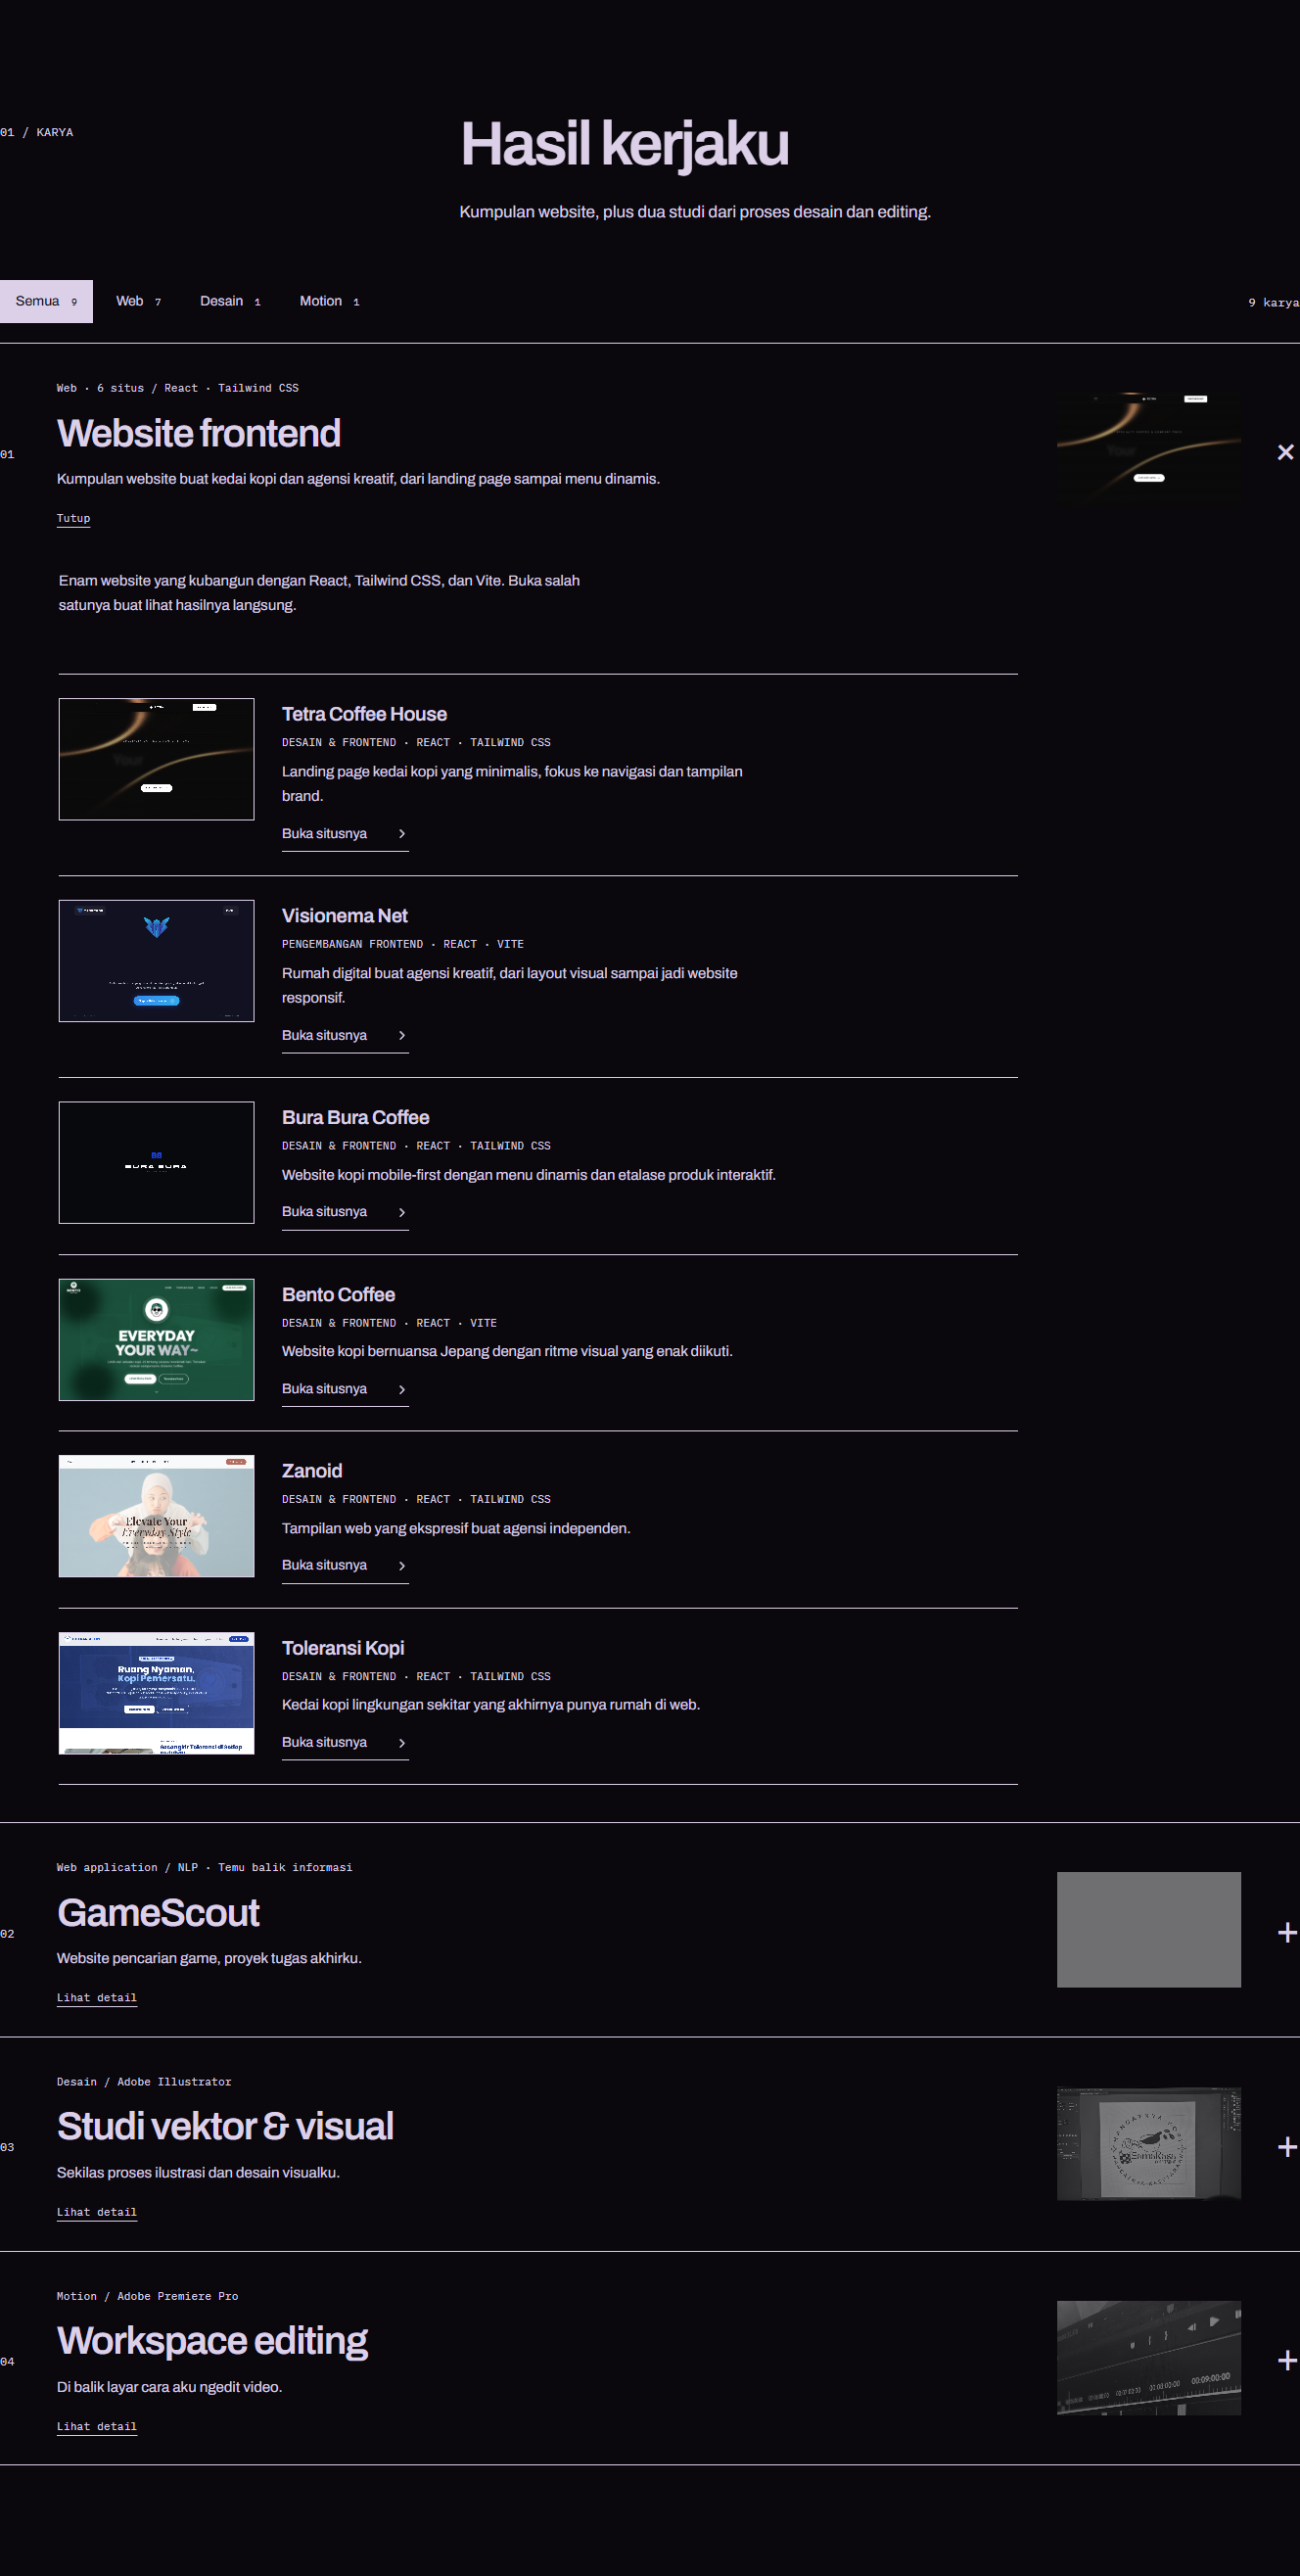 01 / KARYA
Hasil kerjaku
Kumpulan website, plus dua studi dari proses desain dan editing.
Semua 9
Web 7
Desain 1
Motion 1
9 karya
Web · 6 situs / React · Tailwind CSS
01
Website frontend
Kumpulan website buat kedai kopi dan agensi kreatif, dari landing page sampai menu dinamis.
Tutup
Your
Enam website yang kubangun dengan React, Tailwind CSS, dan Vite. Buka salah
satunya buat lihat hasilnya langsung.
Your
Tetra Coffee House
DESAIN & FRONTEND · REACT · TAILWIND CSS
Landing page kedai kopi yang minimalis, fokus ke navigasi dan tampilan
brand.
Buka situsnya
Visionema Net
PENGEMBANGAN FRONTEND · REACT · VITE
Rumah digital buat agensi kreatif, dari layout visual sampai jadi website
responsif.
Buka situsnya
BURA BURA
Bura Bura Coffee
DESAIN & FRONTEND · REACT · TAILWIND CSS
Website kopi mobile-first dengan menu dinamis dan etalase produk interaktif.
Buka situsnya
EVERYDAY
YOUR WAY~
Bento Coffee
DESAIN & FRONTEND · REACT · VITE
Website kopi bernuansa Jepang dengan ritme visual yang enak diikuti.
Buka situsnya
Elevate Your
Everyday Style
Zanoid
DESAIN & FRONTEND · REACT · TAILWIND CSS
Tampilan web yang ekspresif buat agensi independen.
Buka situsnya
Ruang Nyaman,
Kopi Pemersatu.
Toleransi Kopi
DESAIN & FRONTEND · REACT · TAILWIND CSS
Kedai kopi lingkungan sekitar yang akhirnya punya rumah di web.
Buka situsnya
Web application / NLP · Temu balik informasi
02
GameScout
Website pencarian game, proyek tugas akhirku.
Lihat detail
Desain / Adobe Illustrator
03
Studi vektor & visual
Sekilas proses ilustrasi dan desain visualku.
Lihat detail
Motion / Adobe Premiere Pro
04
Workspace editing
Di balik layar cara aku ngedit video.
Lihat detail
00:09:00:00